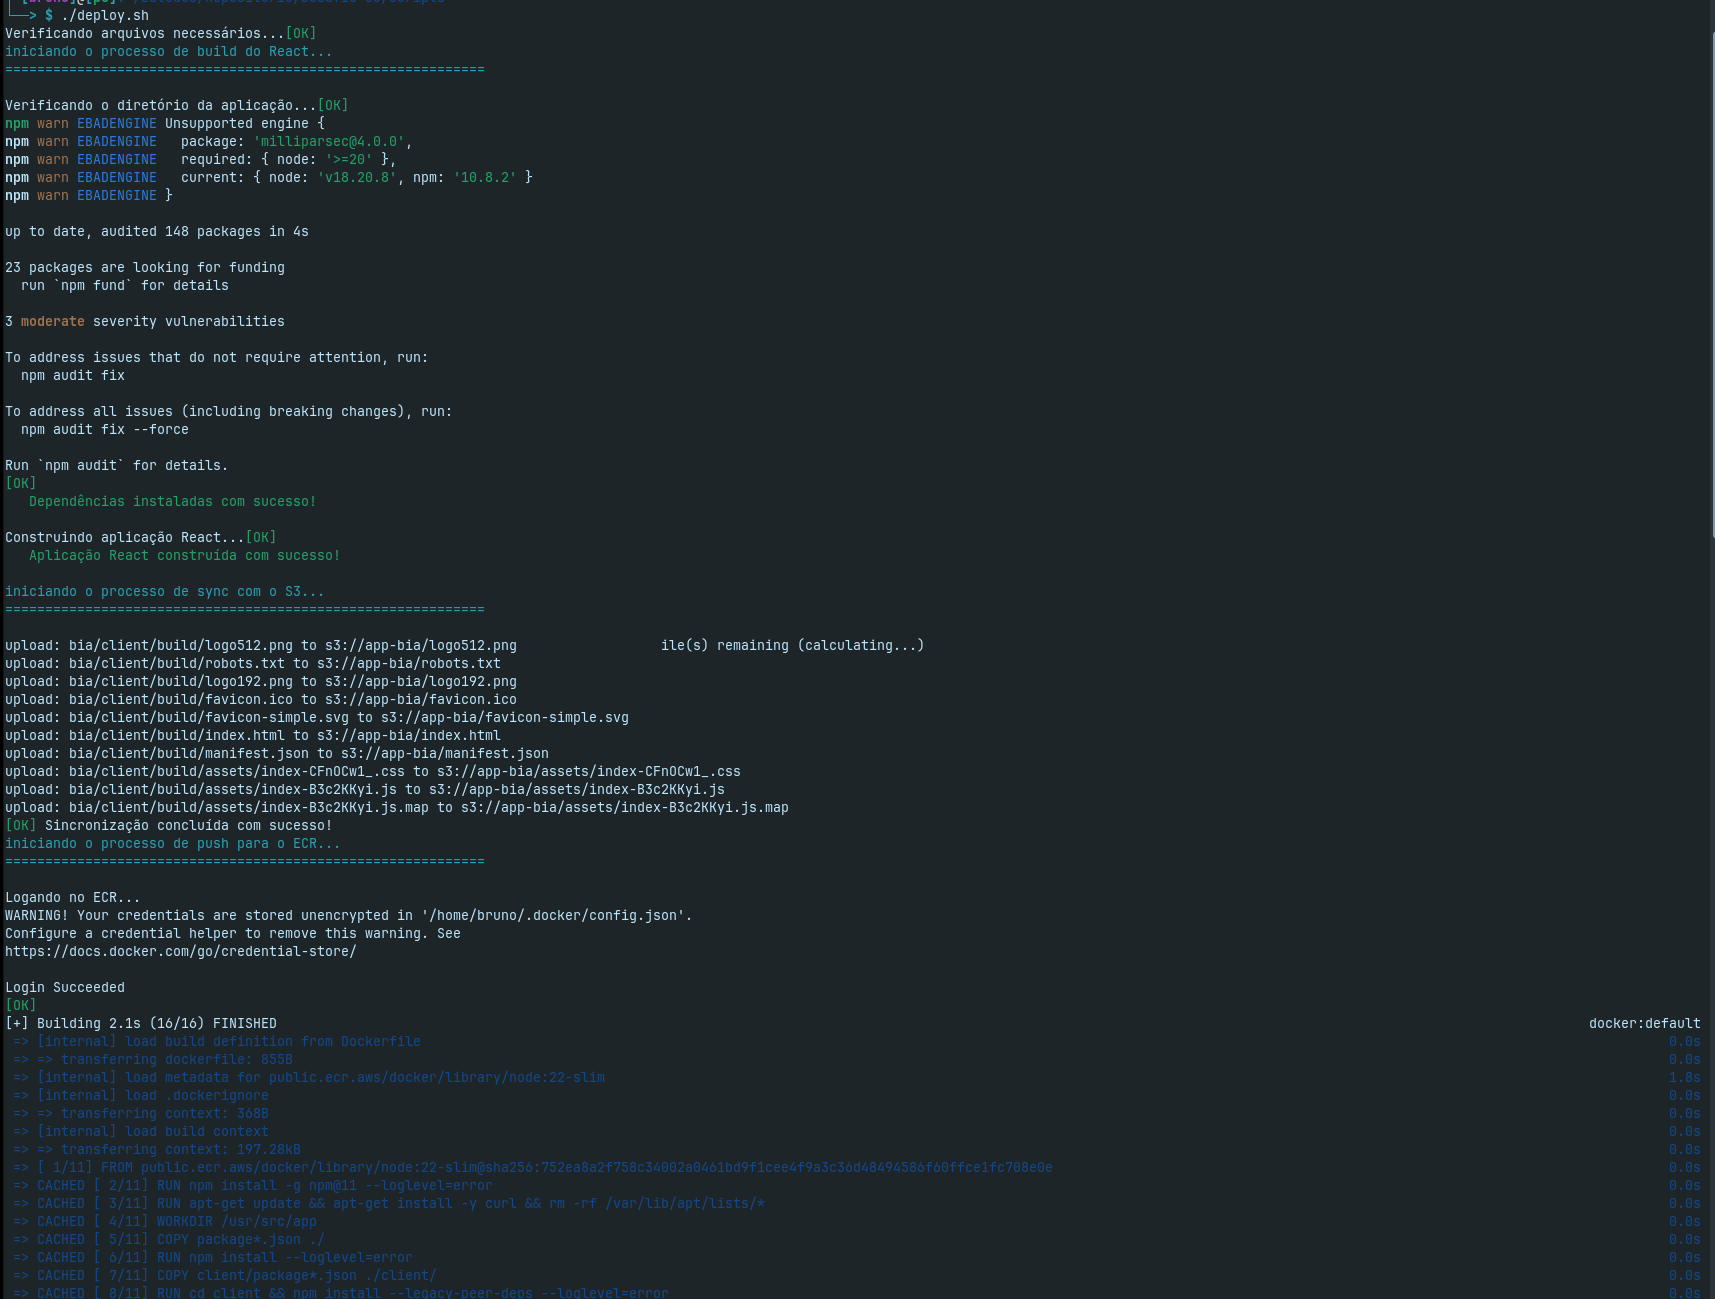 └──> $ ./deploy.sh
Verificando arquivos necessários...[OK]
iniciando o processo de build do React...
============================================================
Verificando o diretório da aplicação...[OK]
npm warn EBADENGINE Unsupported engine {
npm warn EBADENGINE   package: 'milliparsec@4.0.0',
npm warn EBADENGINE   required: { node: '>=20' },
npm warn EBADENGINE   current: { node: 'v18.20.8', npm: '10.8.2' }
npm warn EBADENGINE }
up to date, audited 148 packages in 4s
23 packages are looking for funding
  run `npm fund` for details
3 moderate severity vulnerabilities
To address issues that do not require attention, run:
  npm audit fix
To address all issues (including breaking changes), run:
  npm audit fix --force
Run `npm audit` for details.
[OK]
   Dependências instaladas com sucesso!
Construindo aplicação React...[OK]
   Aplicação React construída com sucesso!
iniciando o processo de sync com o S3...
============================================================
upload: bia/client/build/logo512.png to s3://app-bia/logo512.png                  ile(s) remaining (calculating...)
upload: bia/client/build/robots.txt to s3://app-bia/robots.txt
upload: bia/client/build/logo192.png to s3://app-bia/logo192.png
upload: bia/client/build/favicon.ico to s3://app-bia/favicon.ico
upload: bia/client/build/favicon-simple.svg to s3://app-bia/favicon-simple.svg
upload: bia/client/build/index.html to s3://app-bia/index.html
upload: bia/client/build/manifest.json to s3://app-bia/manifest.json
upload: bia/client/build/assets/index-CFnOCw1_.css to s3://app-bia/assets/index-CFnOCw1_.css
upload: bia/client/build/assets/index-B3c2KKyi.js to s3://app-bia/assets/index-B3c2KKyi.js
upload: bia/client/build/assets/index-B3c2KKyi.js.map to s3://app-bia/assets/index-B3c2KKyi.js.map
[OK] Sincronização concluída com sucesso!
iniciando o processo de push para o ECR...
============================================================
Logando no ECR...
WARNING! Your credentials are stored unencrypted in '/home/bruno/.docker/config.json'.
Configure a credential helper to remove this warning. See
https://docs.docker.com/go/credential-store/
Login Succeeded
[OK]
[+] Building 2.1s (16/16) FINISHED docker:default
 => [internal] load build definition from Dockerfile 0.0s
 => => transferring dockerfile: 855B 0.0s
 => [internal] load metadata for public.ecr.aws/docker/library/node:22-slim 1.8s
 => [internal] load .dockerignore 0.0s
 => => transferring context: 368B 0.0s
 => [internal] load build context 0.0s
 => => transferring context: 197.28kB 0.0s
 => [ 1/11] FROM public.ecr.aws/docker/library/node:22-slim@sha256:752ea8a2f758c34002a0461bd9f1cee4f9a3c36d48494586f60ffce1fc708e0e 0.0s
 => CACHED [ 2/11] RUN npm install -g npm@11 --loglevel=error 0.0s
 => CACHED [ 3/11] RUN apt-get update && apt-get install -y curl && rm -rf /var/lib/apt/lists/* 0.0s
 => CACHED [ 4/11] WORKDIR /usr/src/app 0.0s
 => CACHED [ 5/11] COPY package*.json ./ 0.0s
 => CACHED [ 6/11] RUN npm install --loglevel=error 0.0s
 => CACHED [ 7/11] COPY client/package*.json ./client/ 0.0s
 => CACHED [ 8/11] RUN cd client && npm install --legacy-peer-deps --loglevel=error 0.0s